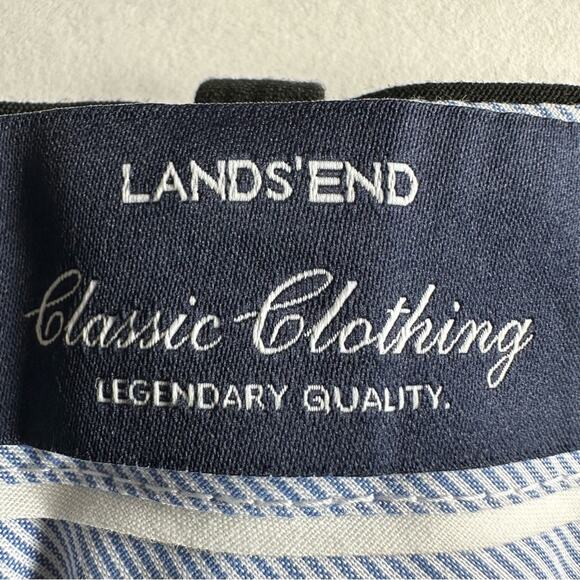 LANDS'END
Classic Clothing
LEGENDARY QUALITY.